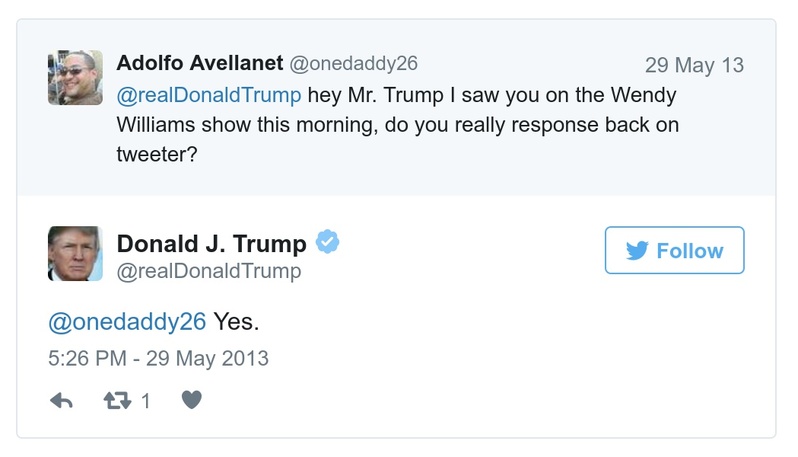 Adolfo Avellanet @onedaddy26 29 May 13
@realDonaldTrump hey Mr. Trump I saw you on the Wendy
Williams show this morning, do you really response back on
tweeter?
Donald J. Trump
@realDonaldTrump
Follow
@onedaddy26 Yes.
5:26 PM - 29 May 2013
1